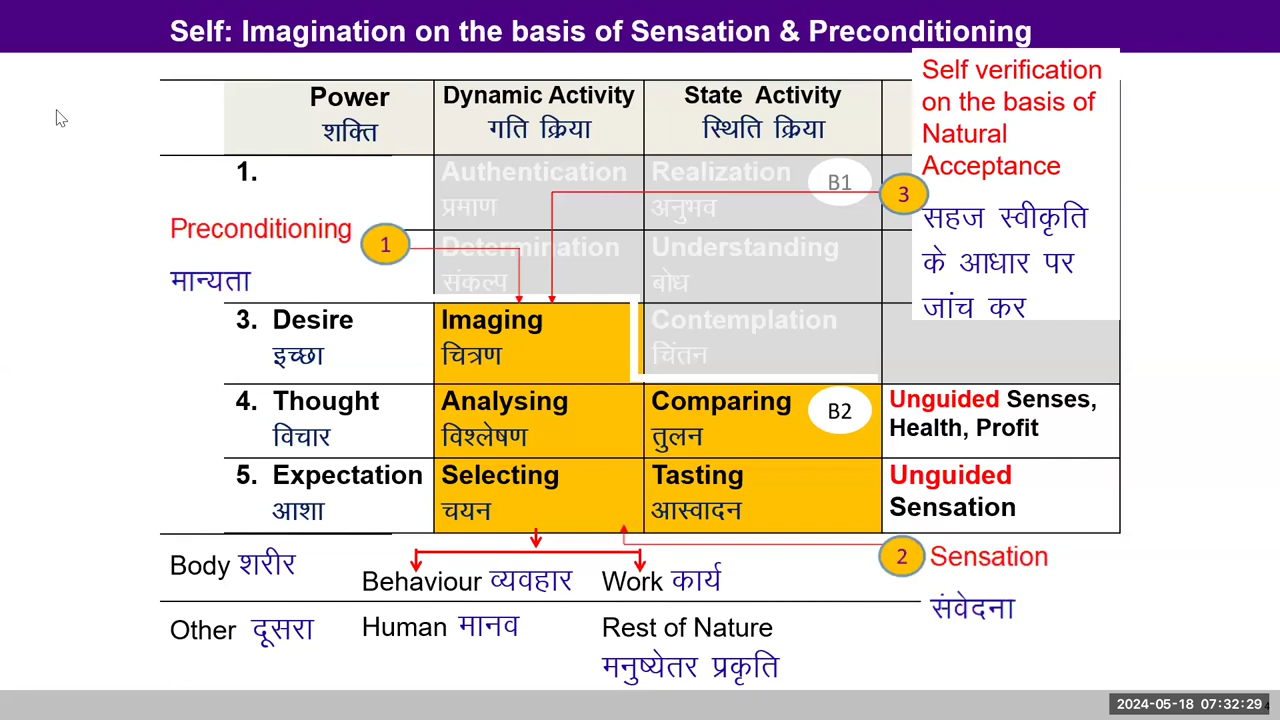 Self: Imagination on the basis of Sensation & Preconditioning
Power
शक्ति
Dynamic Activity
गति क्रिया
State Activity
स्थिति क्रिया
Self verification
on the basis of
Natural
Acceptance
सहज स्वीकृति
के आधार पर
जांच कर
1.
Authentication
प्रमाण
Realization
अनुभव
B1
3
Preconditioning
मान्यता
1
Determination
संकल्प
Understanding
बोध
3. Desire
इच्छा
Imaging
चित्रण
Contemplation
चिंतन
4. Thought
विचार
Analysing
विश्लेषण
Comparing
तुलन
B2
Unguided Senses,
Health, Profit
5. Expectation
आशा
Selecting
चयन
Tasting
आस्वादन
Unguided
Sensation
Body शरीर
Behaviour व्यवहार
Work कार्य
2
Sensation
संवेदना
Other दूसरा
Human मानव
Rest of Nature
मनुष्येतर प्रकृति
2024-05-18 07:32:29